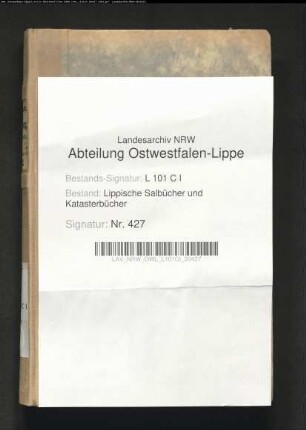 Landesarchiv NRW
Abteilung Ostwestfalen-Lippe
Bestands-Signatur: L 101 C I
Bestand: Lippische Salbücher und
Katasterbücher
Signatur: Nr. 427